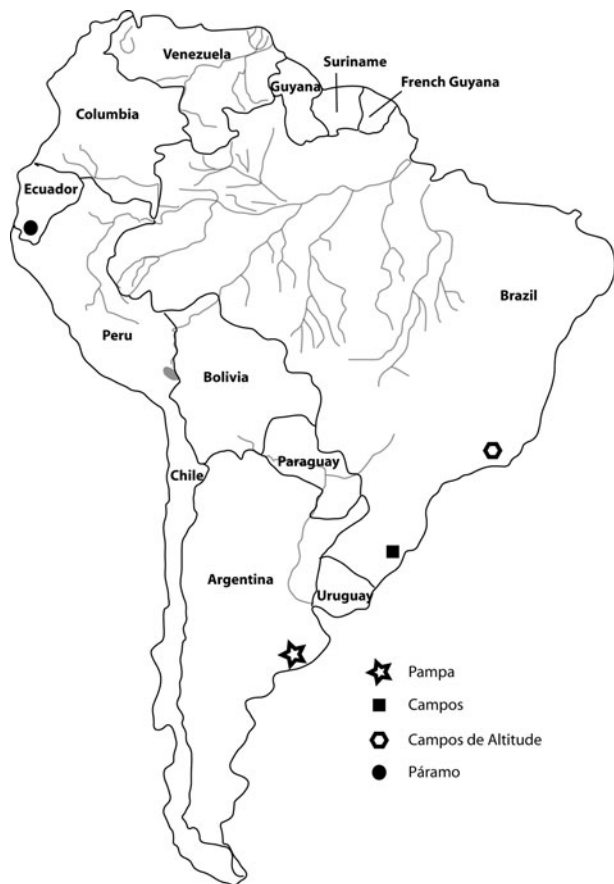 Venezuela
Suriname
Guyana
French Guyana
Columbia
Ecuador
Brazil
Peru
Bolivia
Paraguay
Chile
Argentina
Uruguay
Pampa
Campos
Campos de Altitude
Páramo